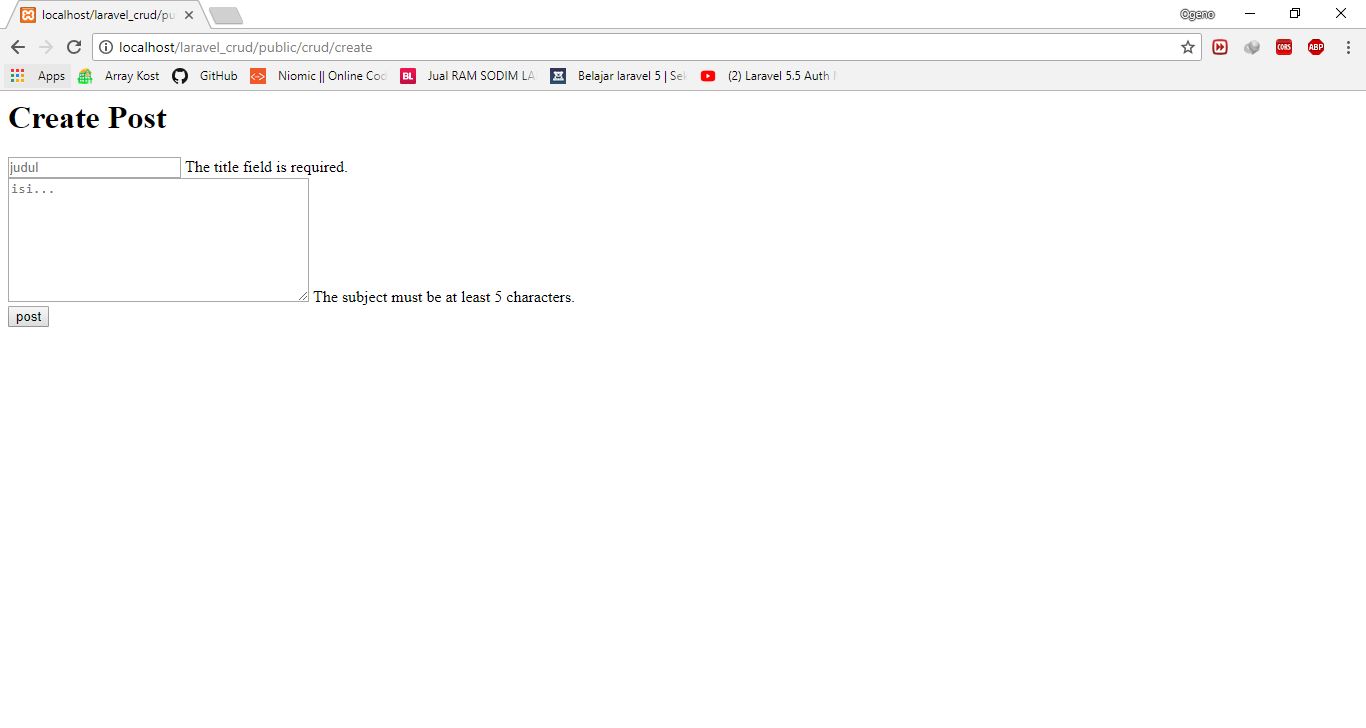 localhost/laravel_crud/pu
Ogeno
localhost/laravel_crud/public/crud/create
CORS
ABP
Apps Array Kost GitHub Niomic || Online Cod BL Jual RAM SODIM LA Belajar laravel 5 | Sek (2) Laravel 5.5 Auth
Create Post
judul The title field is required.
isi...
The subject must be at least 5 characters.
post